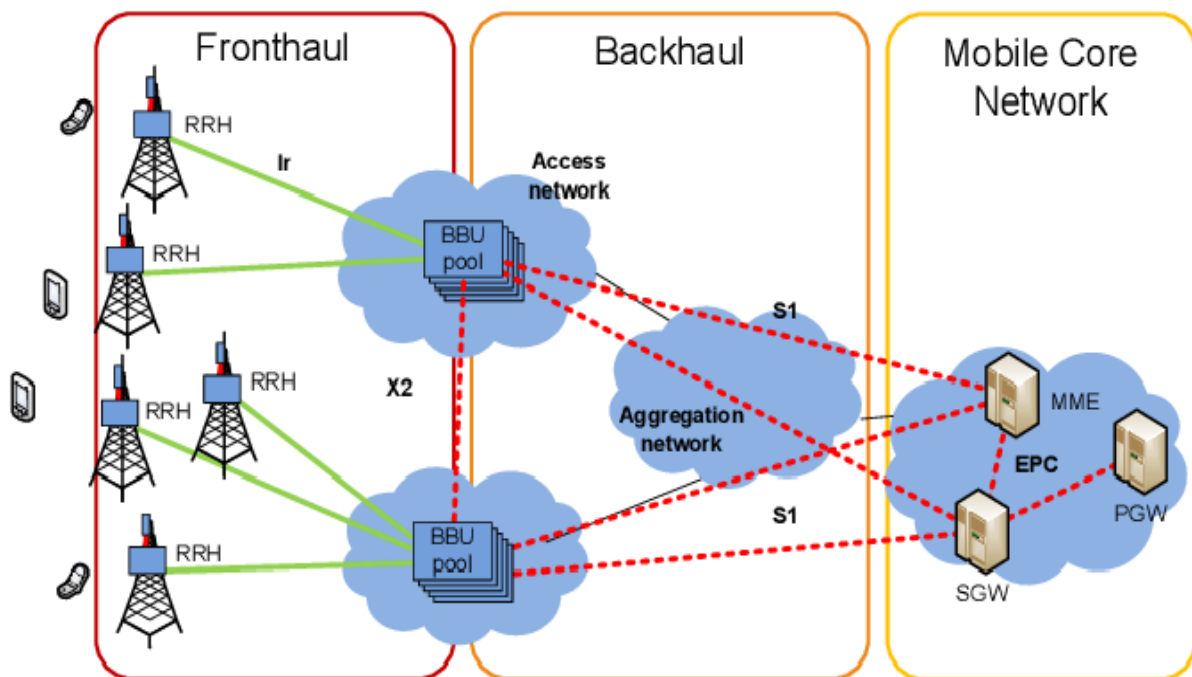 Fronthaul
Backhaul
Mobile Core
Network
RRH
Ir
Access
network
RRH
BBU
pool
S1
RRH
RRH
X2
MME
Aggregation
network
EPC
PGW
S1
RRH
BBU
pool
SGW